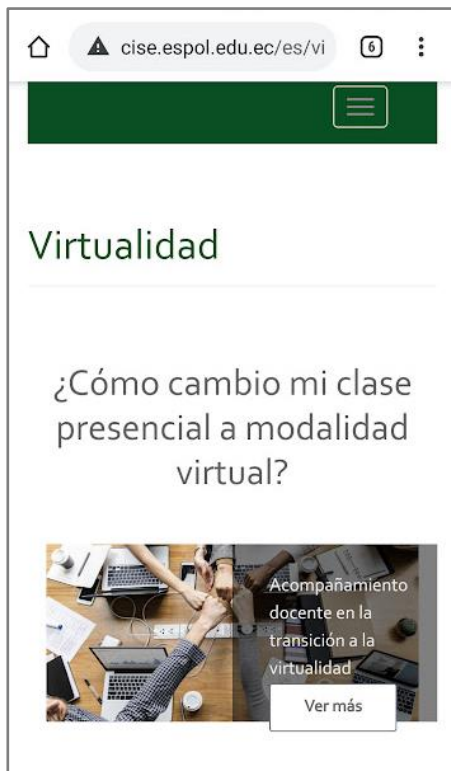 cise.espol.edu.ec/es/vi
6
Virtualidad
¿Cómo cambio mi clase
presencial a modalidad
virtual?
Acompañamiento
docente en la
transición a la
virtualidad
Ver más